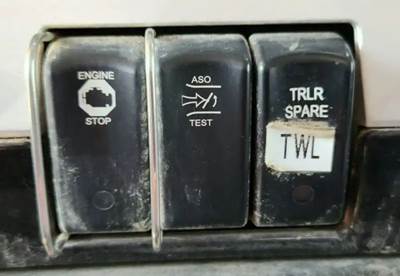 ENGINE
STOP
ASO
TEST
TRLR
SPARE
TWL